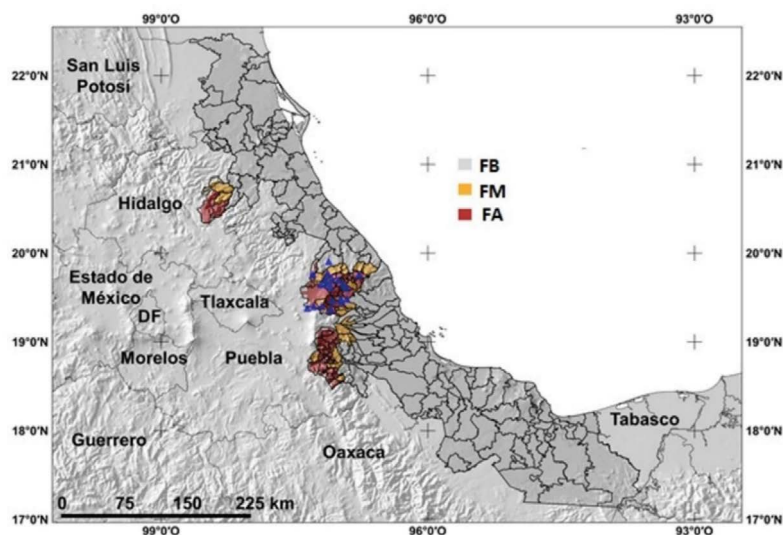 99°0'O 96°0'O 93°0'O
22°0'N 22°0'N
San Luis
Potosí
21°0'N 21°0'N
FB
FM
Hidalgo
FA
20°0'N 20°0'N
Estado de
México
Tlaxcala
DF
19°0'N 19°0'N
Morelos
Puebla
18°0'N 18°0'N
Tabasco
Guerrero
Oaxaca
0 75 150 225 km
17°0'N 17°0'N
99°0'O 96°0'O 93°0'O